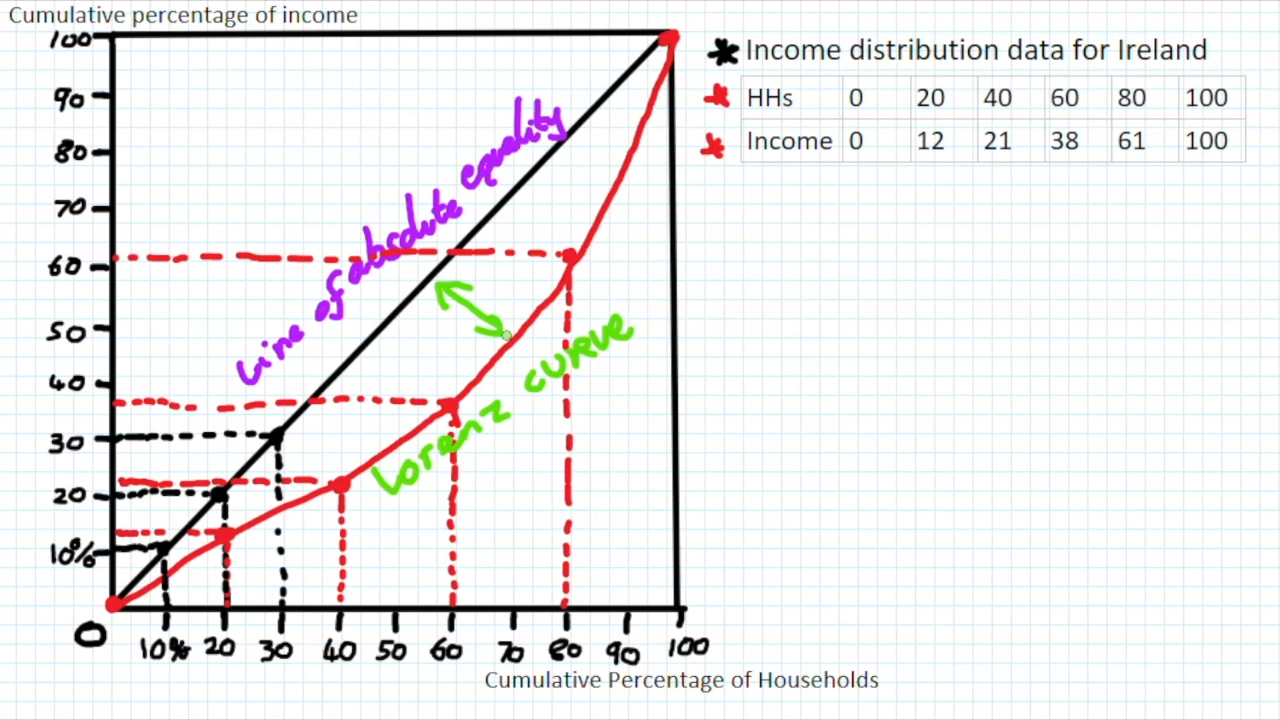 Cumulative percentage of income
Income distribution data for Ireland
HHs 0 20 40 60 80 100
Income 0 12 21 38 61 100
100
90
80
70
60
50
40
30
20
10%
0
Line of absolute equality
Lorenz curve
10% 20 30 40 50 60 70 80 90 100
Cumulative Percentage of Households